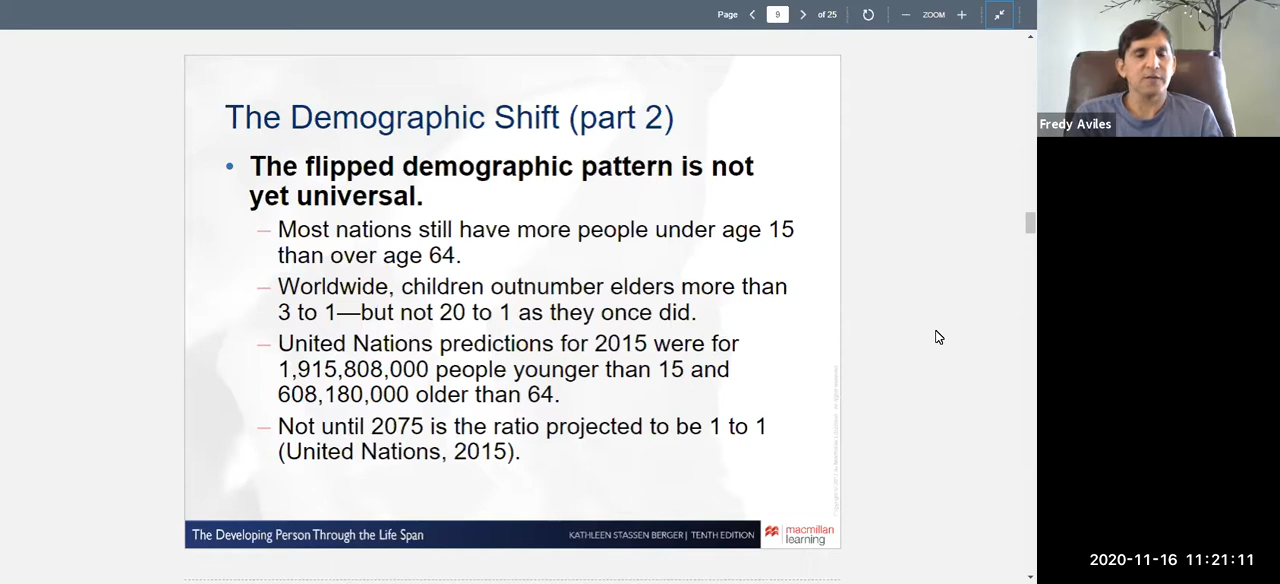 Page 9 of 25 ZOOM
The Demographic Shift (part 2)
• The flipped demographic pattern is not
yet universal.
— Most nations still have more people under age 15
than over age 64.
— Worldwide, children outnumber elders more than
3 to 1—but not 20 to 1 as they once did.
— United Nations predictions for 2015 were for
1,915,808,000 people younger than 15 and
608,180,000 older than 64.
— Not until 2075 is the ratio projected to be 1 to 1
(United Nations, 2015).
The Developing Person Through the Life Span
KATHLEEN STASSEN BERGER | TENTH EDITION
macmillan
learning
Fredy Aviles
2020-11-16 11:21:11